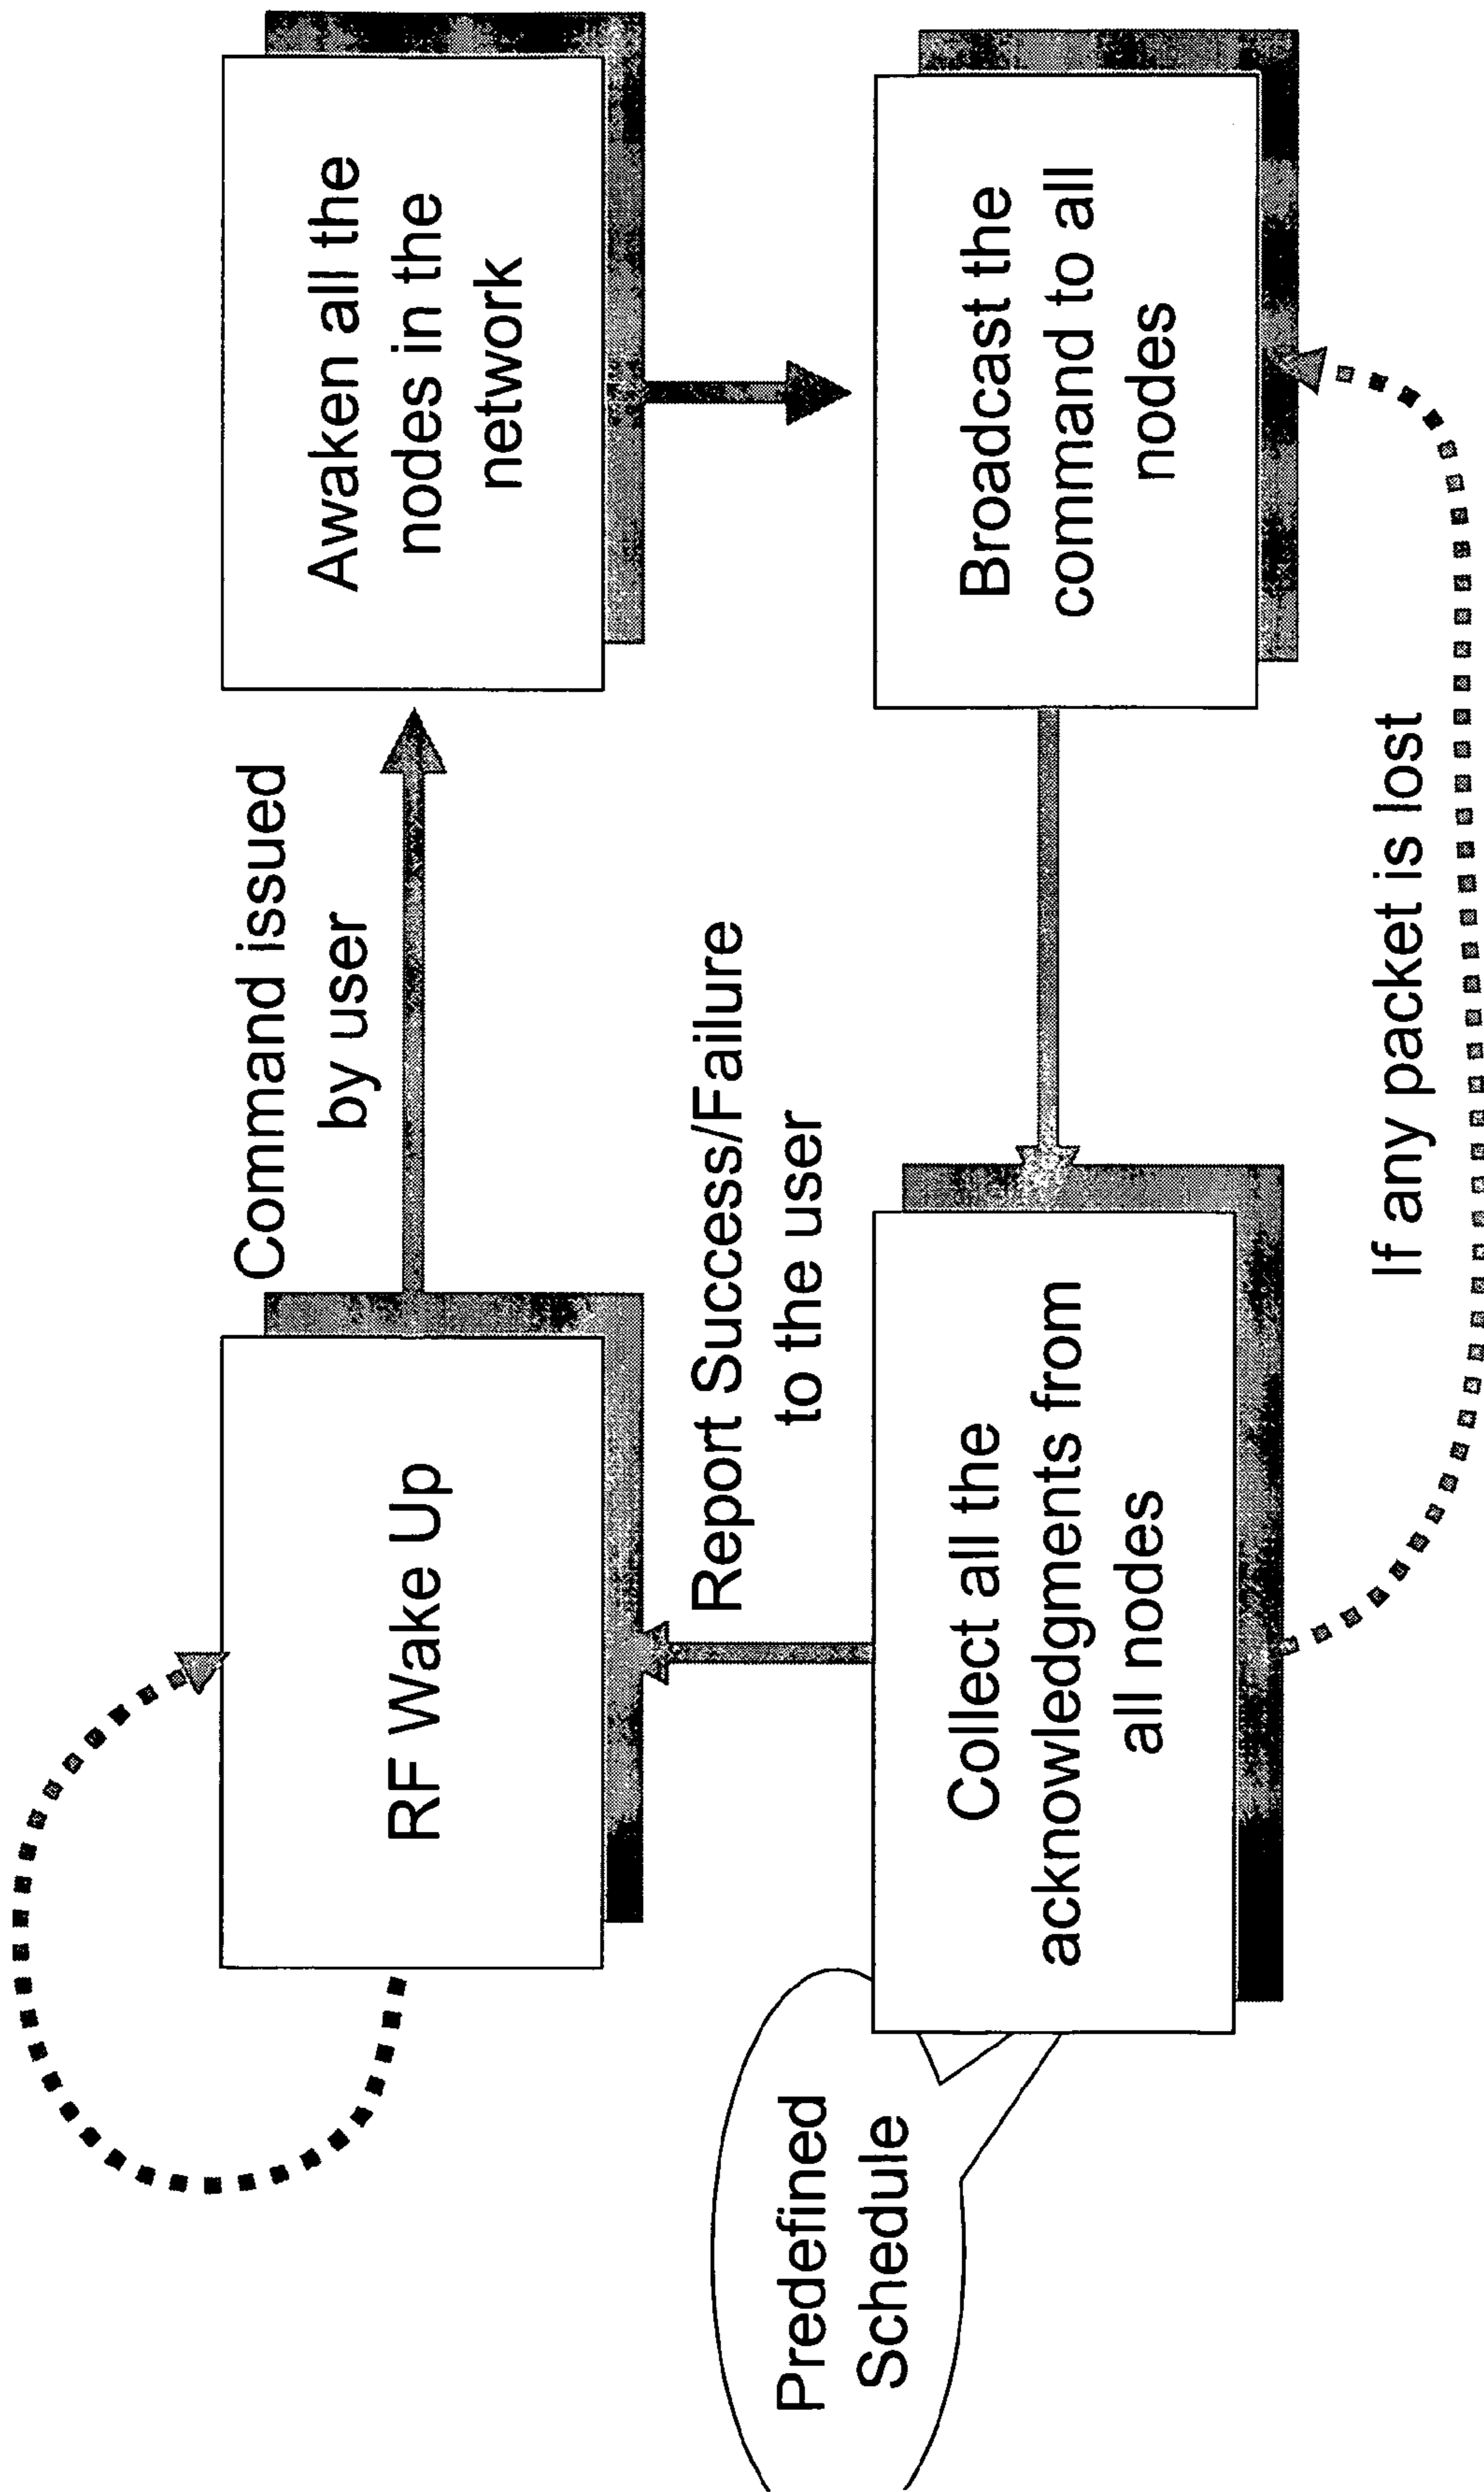 RF Wake Up
Command issued
by user
Awaken all the
nodes in the
network
Report Success/Failure
to the user
Predefined
Schedule
Collect all the
acknowledgments from
all nodes
Broadcast the
command to all
nodes
If any packet is lost